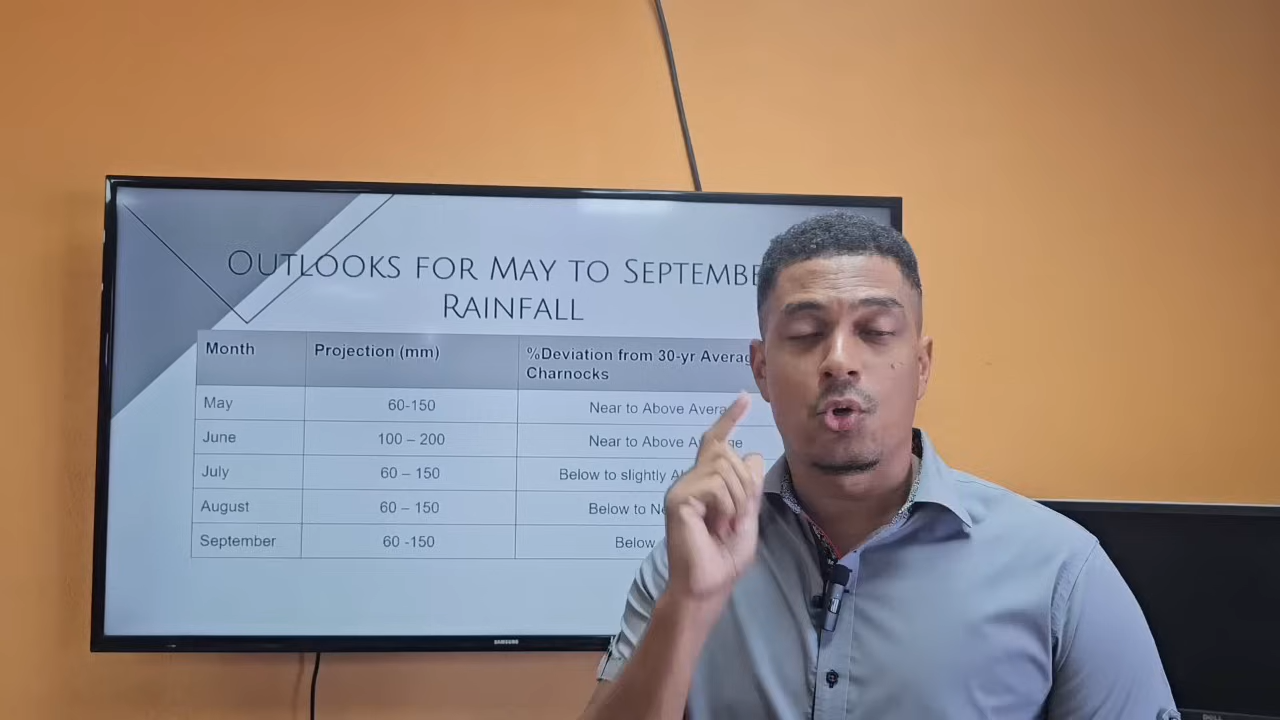 OUTLOOKS FOR MAY TO SEPTEMBE
RAINFALL
Month Projection (mm) %Deviation from 30-yr Averag
Charnocks
May 60-150 Near to Above Avera
June 100 – 200 Near to Above A ge
July 60 – 150 Below to slightly A
August 60 – 150 Below to Ne
September 60 -150 Below
SAMSUNG
DELL